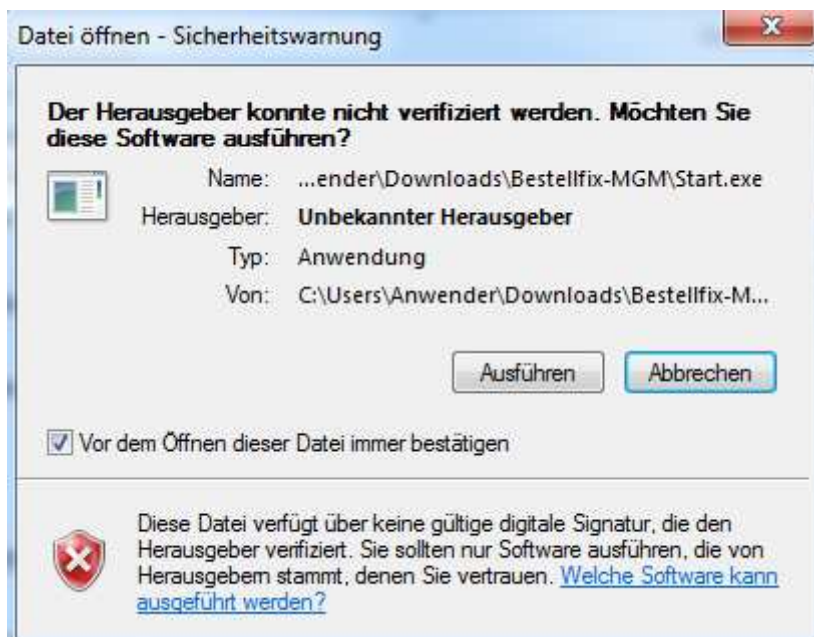 Datei öffnen - Sicherheitswarnung
Der Herausgeber konnte nicht verifiziert werden. Möchten Sie
diese Software ausführen?
Name: ...ender\Downloads\Bestellfix-MGM\Start.exe
Herausgeber: Unbekannter Herausgeber
Typ: Anwendung
Von: C:\Users\Anwender\Downloads\Bestellfix-M...
Ausführen Abbrechen
Vor dem Öffnen dieser Datei immer bestätigen
Diese Datei verfügt über keine gültige digitale Signatur, die den
Herausgeber verifiziert. Sie sollten nur Software ausführen, die von
Herausgebern stammt, denen Sie vertrauen. Welche Software kann
ausgeführt werden?